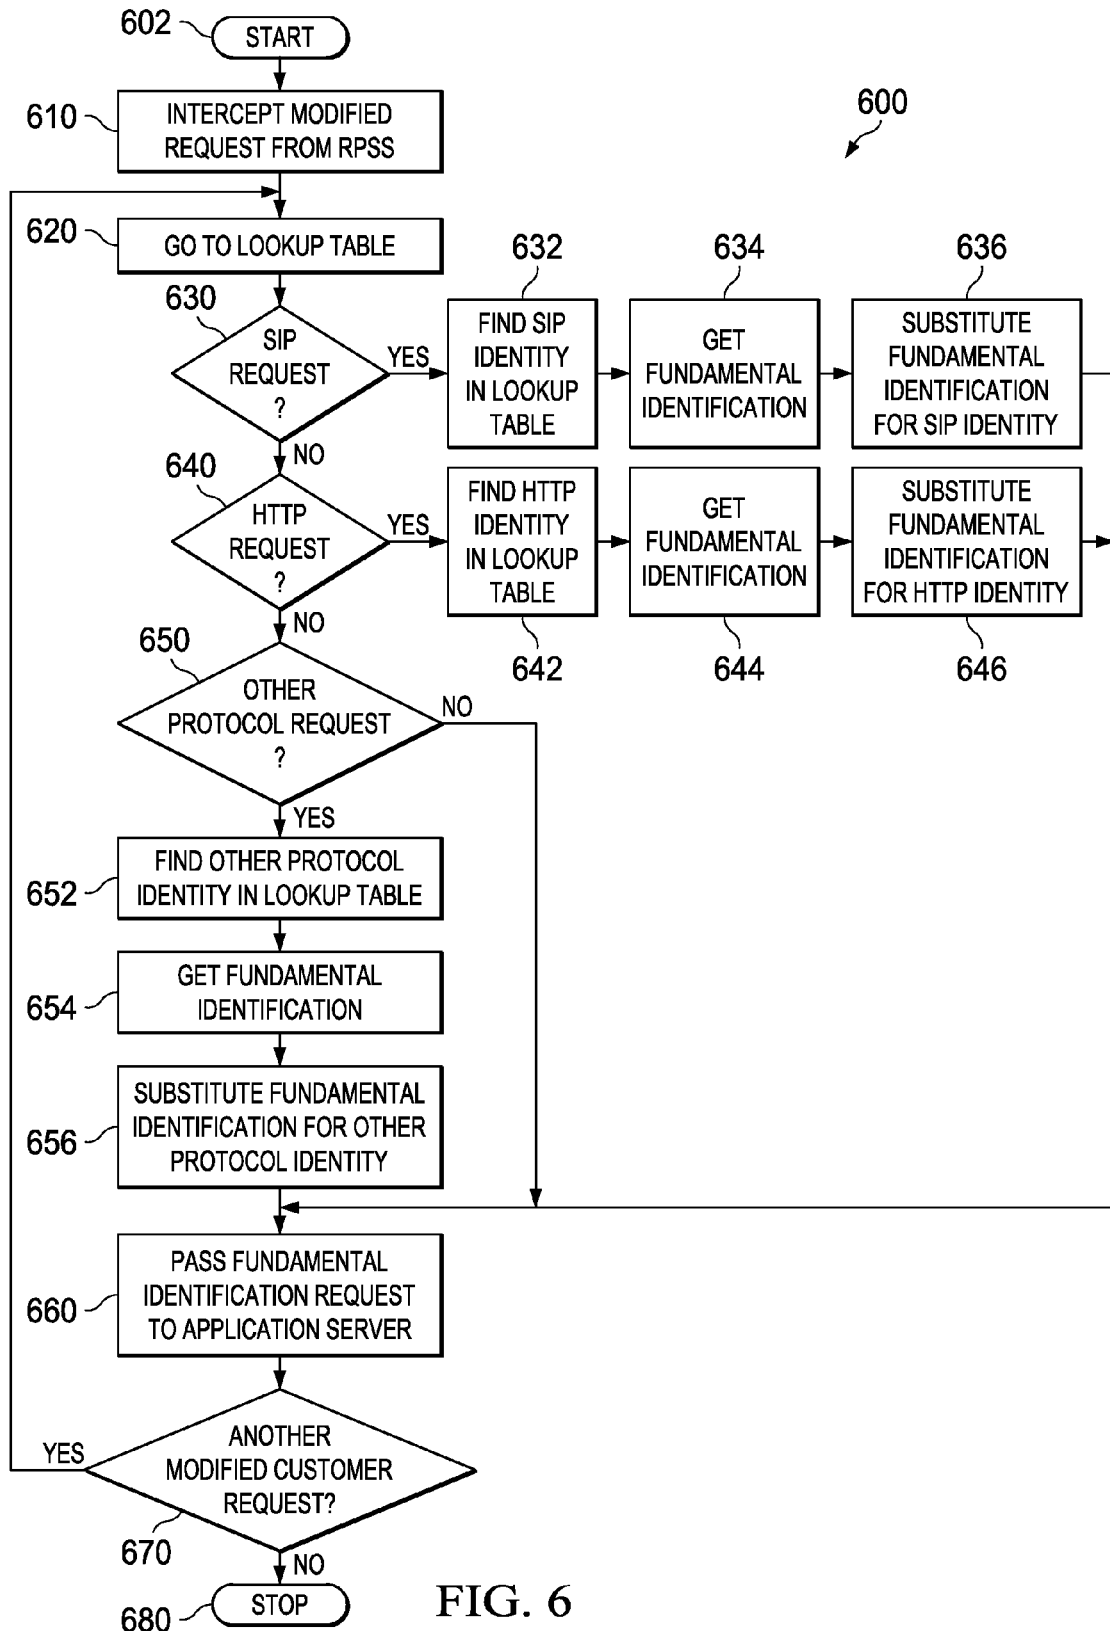 602
START
610
INTERCEPT MODIFIED
REQUEST FROM RPSS
600
620
GO TO LOOKUP TABLE
630
SIP
REQUEST
?
YES
NO
632
FIND SIP
IDENTITY
IN LOOKUP
TABLE
634
GET
FUNDAMENTAL
IDENTIFICATION
636
SUBSTITUTE
FUNDAMENTAL
IDENTIFICATION
FOR SIP IDENTITY
640
HTTP
REQUEST
?
YES
NO
FIND HTTP
IDENTITY
IN LOOKUP
TABLE
642
GET
FUNDAMENTAL
IDENTIFICATION
644
SUBSTITUTE
FUNDAMENTAL
IDENTIFICATION
FOR HTTP IDENTITY
646
650
OTHER
PROTOCOL REQUEST
?
NO
YES
652
FIND OTHER PROTOCOL
IDENTITY IN LOOKUP TABLE
654
GET FUNDAMENTAL
IDENTIFICATION
656
SUBSTITUTE FUNDAMENTAL
IDENTIFICATION FOR OTHER
PROTOCOL IDENTITY
660
PASS FUNDAMENTAL
IDENTIFICATION REQUEST
TO APPLICATION SERVER
YES
ANOTHER
MODIFIED CUSTOMER
REQUEST?
670
NO
680
STOP
FIG. 6